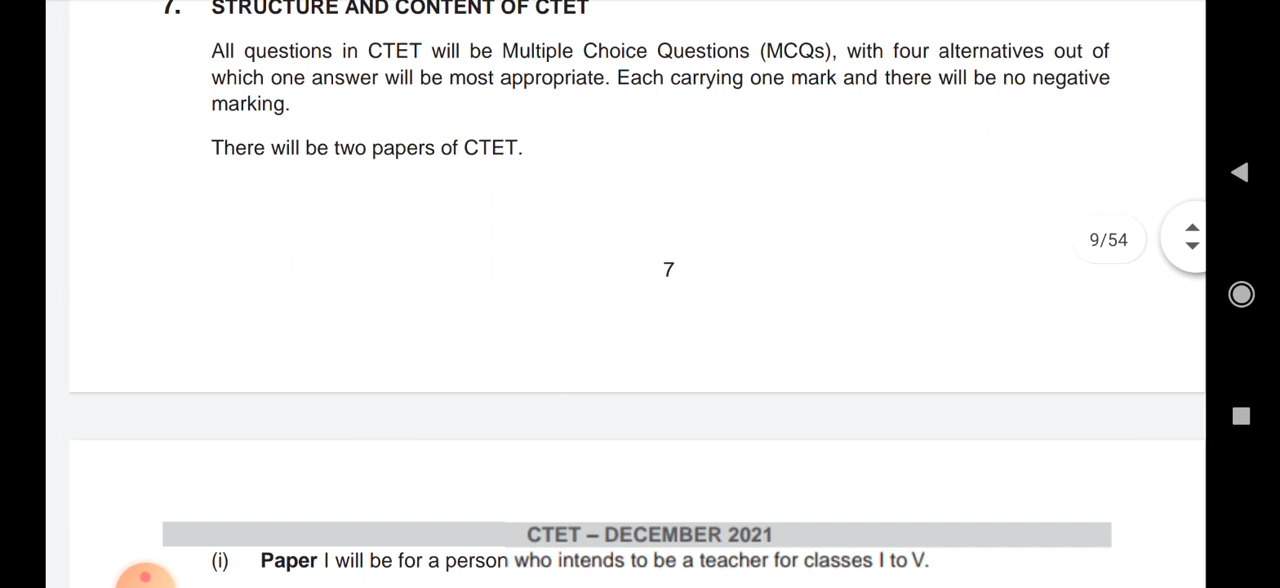 7. STRUCTURE AND CONTENT OF CTET
All questions in CTET will be Multiple Choice Questions (MCQs), with four alternatives out of
which one answer will be most appropriate. Each carrying one mark and there will be no negative
marking.
There will be two papers of CTET.
9/54
7
CTET – DECEMBER 2021
(i) Paper I will be for a person who intends to be a teacher for classes I to V.